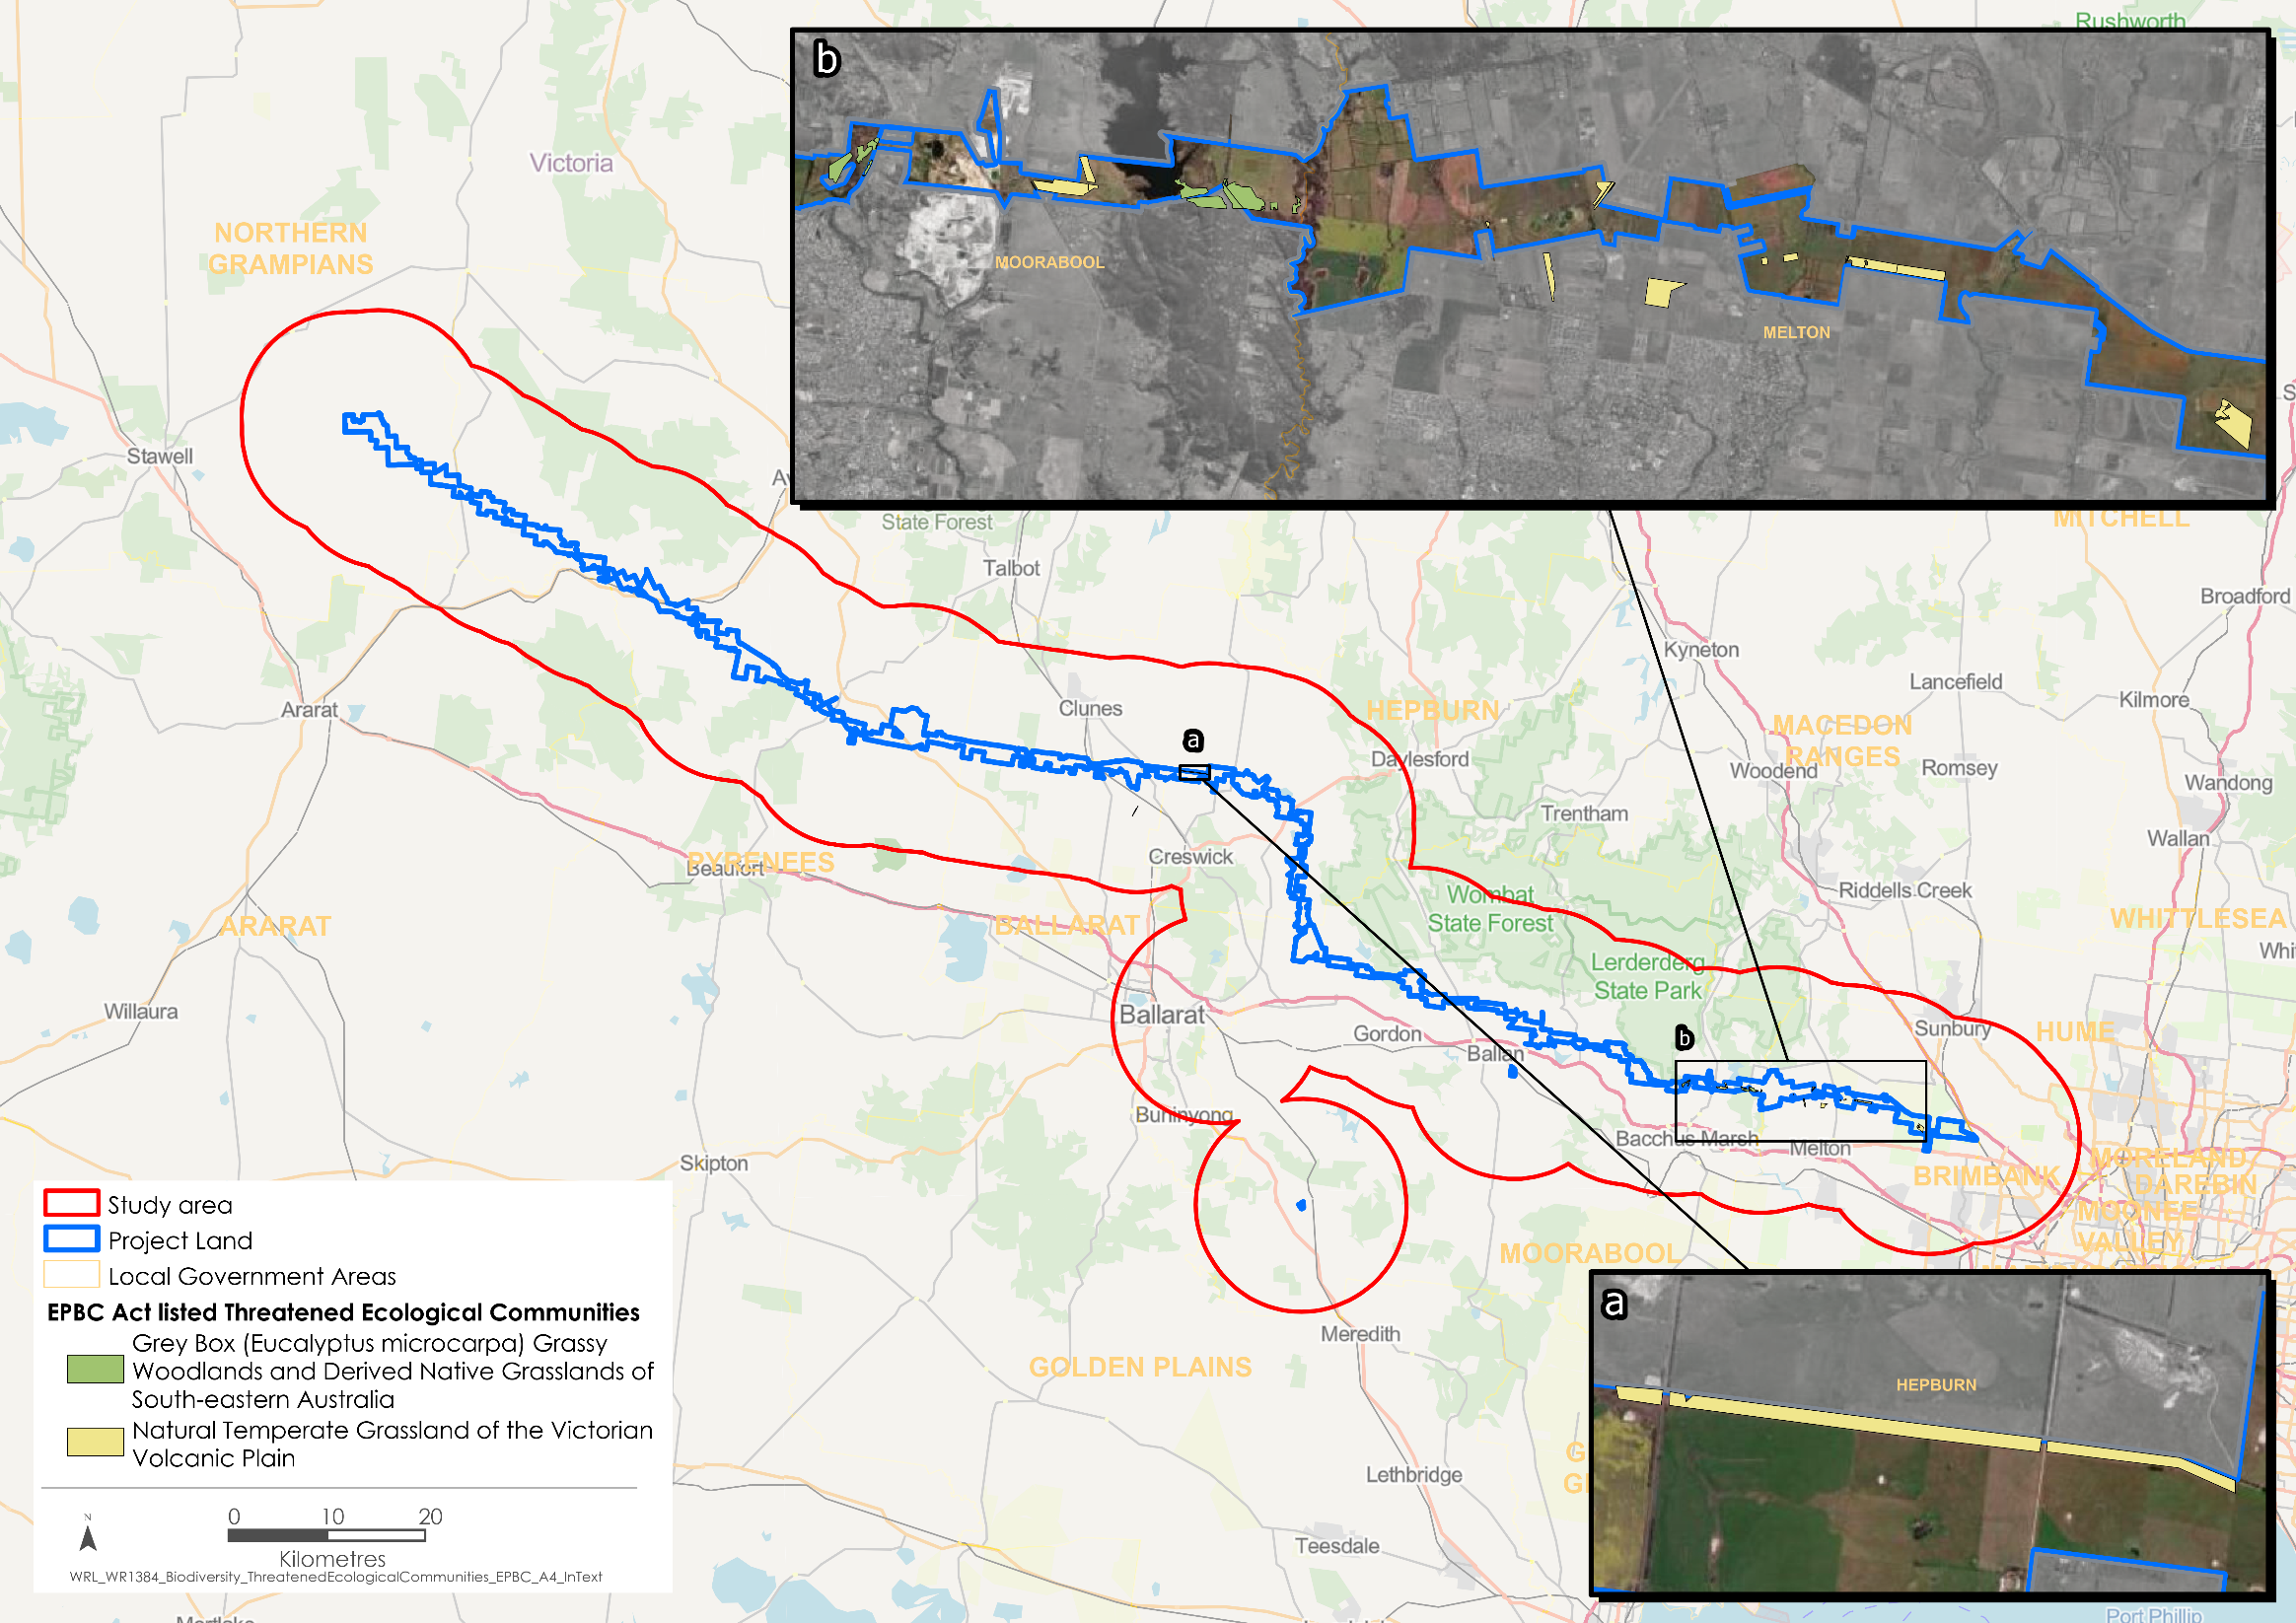 Rushworth
b
MOORABOOL
MELTON
Victoria
NORTHERN
GRAMPIANS
Stawell
State Forest
MITCHELL
Talbot
Broadford
Kyneton
Lancefield
Kilmore
Ararat
Clunes
HEPBURN
MACEDON
RANGES
a
Daylesford
Woodend
Romsey
Wandong
Trentham
Wallan
Creswick
PYRENEES
Beaufort
Riddells Creek
Wombat
State Forest
ARARAT
BALLARAT
WHITTLESEA
Lerderderg
State Park
Willaura
Ballarat
Gordon
Ballan
b
Sunbury
HUME
Buninyong
Bacchus Marsh
Melton
Skipton
BRIMBANK
MORELAND
DAREBIN
MOONEE
VALLEY
MOORABOOL
Meredith
GOLDEN PLAINS
Lethbridge
Teesdale
a
HEPBURN
Port Phillip
Study area
Project Land
Local Government Areas
EPBC Act listed Threatened Ecological Communities
Grey Box (Eucalyptus microcarpa) Grassy
Woodlands and Derived Native Grasslands of
South-eastern Australia
Natural Temperate Grassland of the Victorian
Volcanic Plain
N
0 10 20
Kilometres
WRL_WR1384_Biodiversity_ThreatenedEcologicalCommunities_EPBC_A4_InText